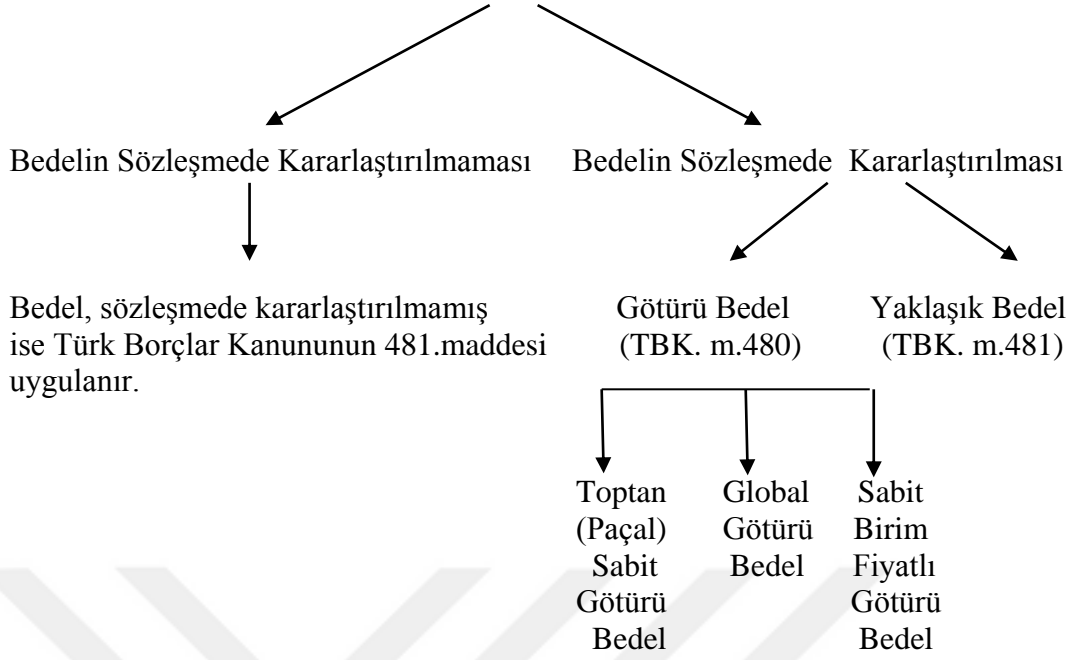 Bedelin Sözleşmede Kararlaştırılmaması
Bedelin Sözleşmede Kararlaştırılması
Bedel, sözleşmede kararlaştırılmamış
ise Türk Borçlar Kanununun 481.maddesi
uygulanır.
Götürü Bedel
(TBK. m.480)
Yaklaşık Bedel
(TBK. m.481)
Toptan
(Paçal)
Sabit
Götürü
Bedel
Global
Götürü
Bedel
Sabit
Birim
Fiyatlı
Götürü
Bedel